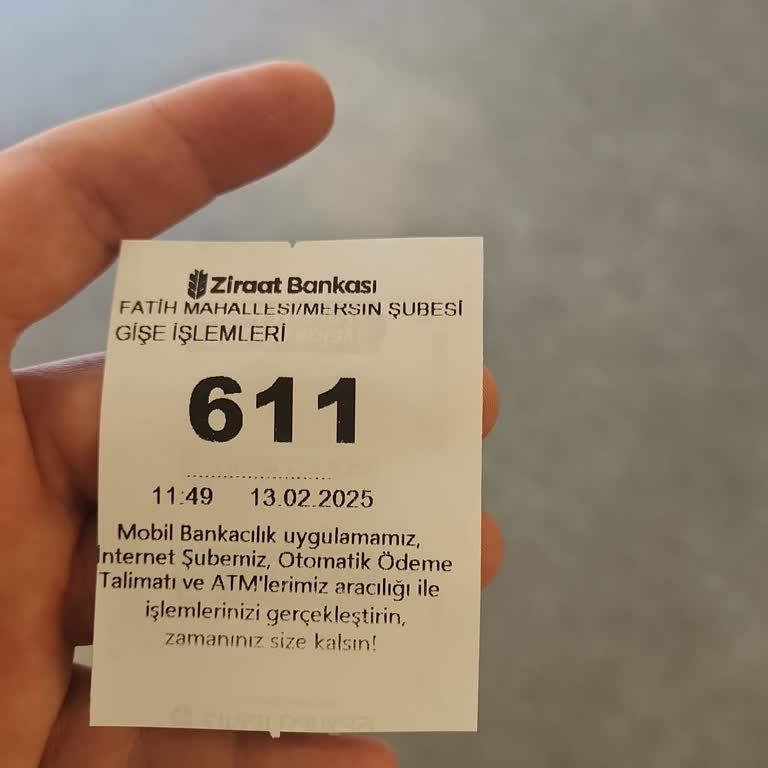 Ziraat Bankası
FATİH MAHALLESİ/MERSİN ŞUBESİ
GİŞE İŞLEMLERİ
611
11:49 13.02.2025
Mobil Bankacılık uygulamamız,
İnternet Şubemiz, Otomatik Ödeme
Talimatı ve ATM'lerimiz aracılığı ile
işlemlerinizi gerçekleştirin,
zamanınız size kalsın!